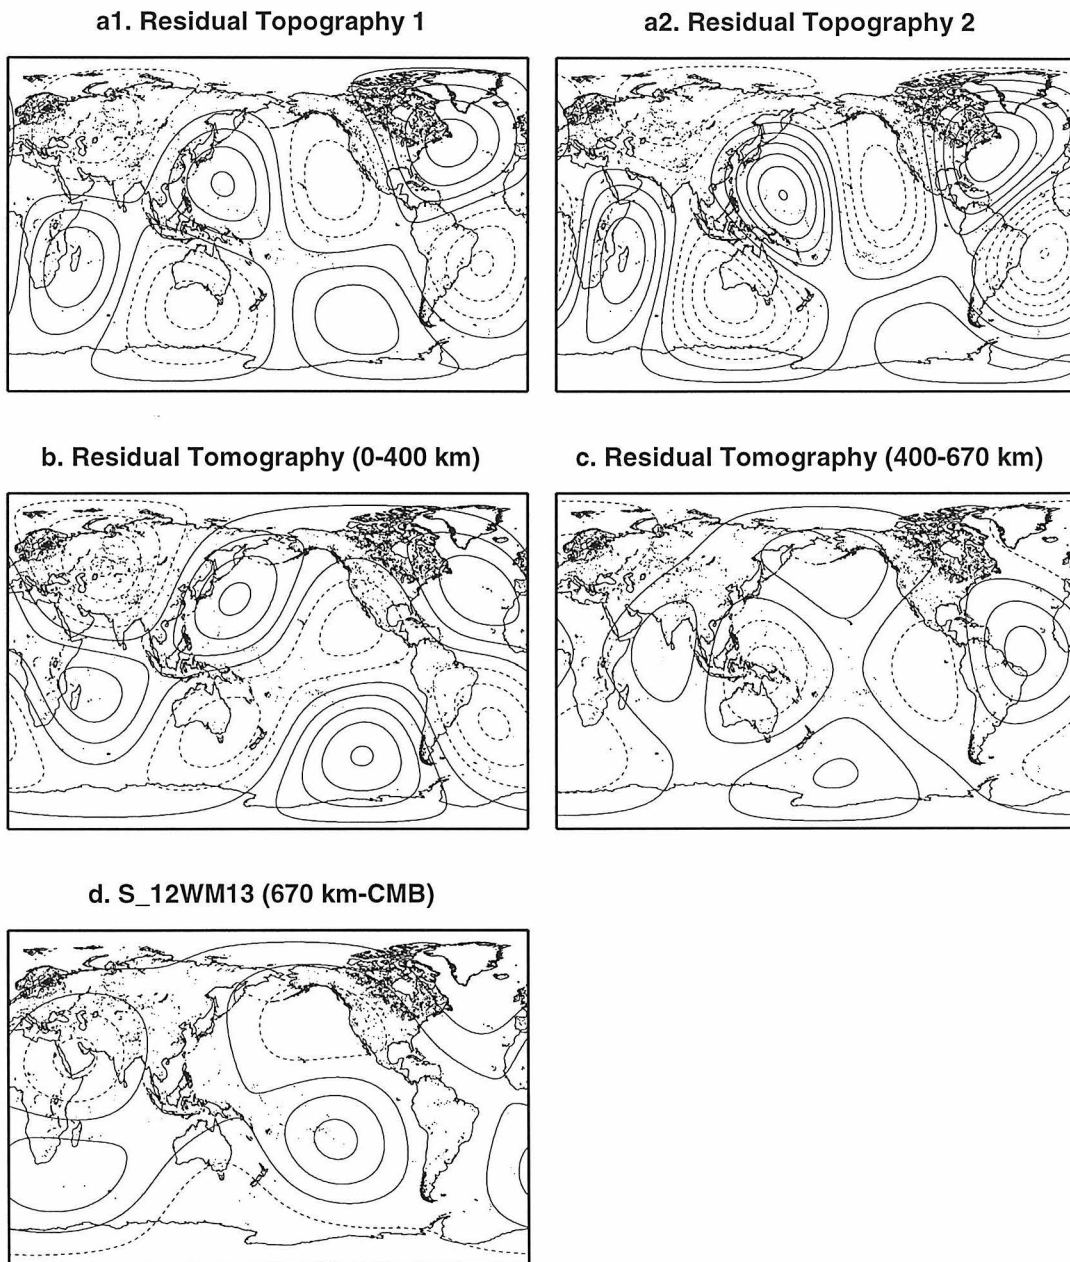 a1. Residual Topography 1
a2. Residual Topography 2
b. Residual Tomography (0-400 km)
c. Residual Tomography (400-670 km)
d. S_12WM13 (670 km-CMB)